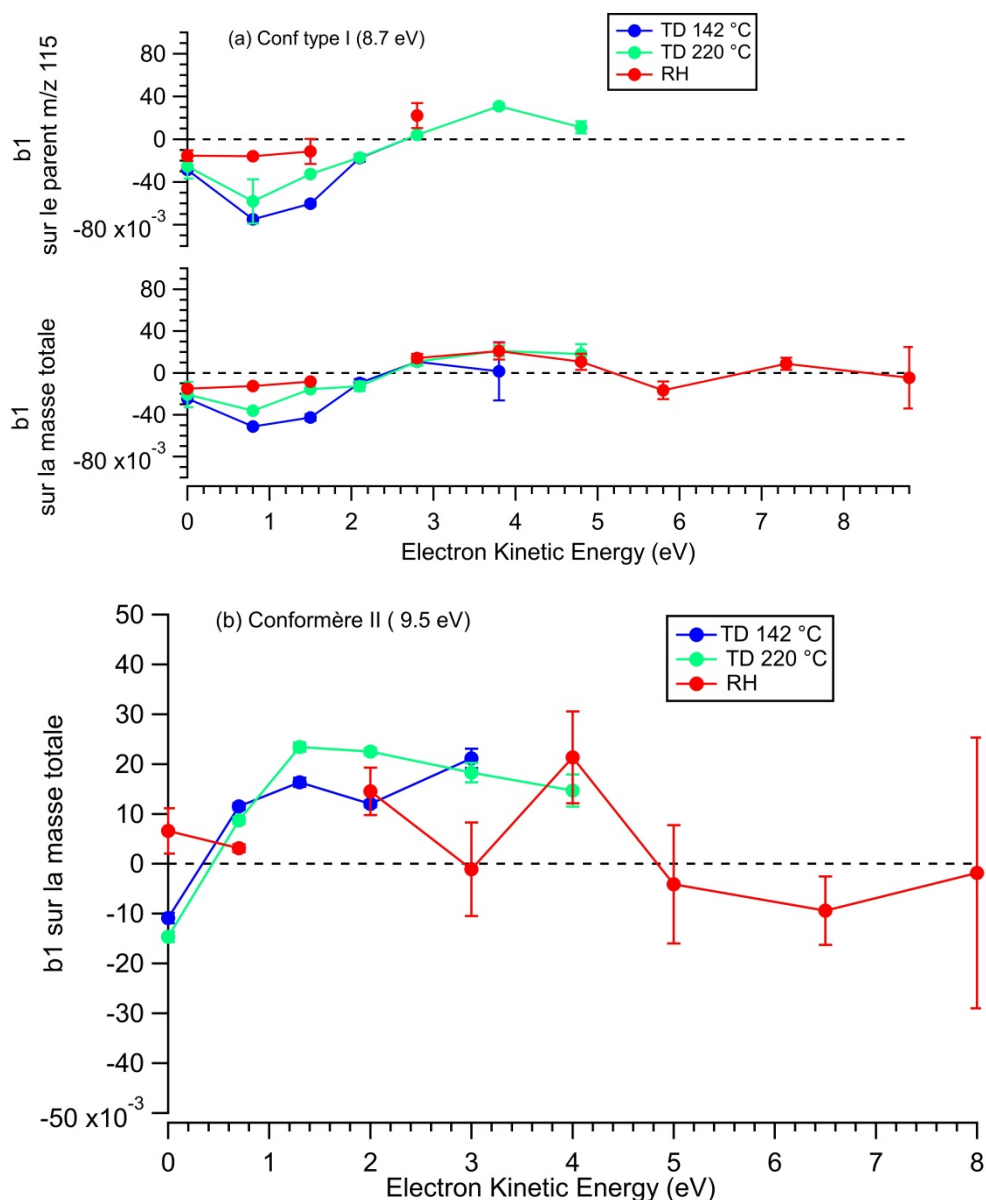 (a) Conf type I (8.7 eV)
TD 142 °C
TD 220 °C
RH
b1
sur le parent m/z 115
80
40
0
-40
-80 x10⁻³
b1
sur la masse totale
80
40
0
-40
-80 x10⁻³
0 1 2 3 4 5 6 7 8
Electron Kinetic Energy (eV)
(b) Conformère II ( 9.5 eV)
TD 142 °C
TD 220 °C
RH
b1 sur la masse totale
50
40
30
20
10
0
-10
-20
-30
-40
-50 x10⁻³
0 1 2 3 4 5 6 7 8
Electron Kinetic Energy (eV)